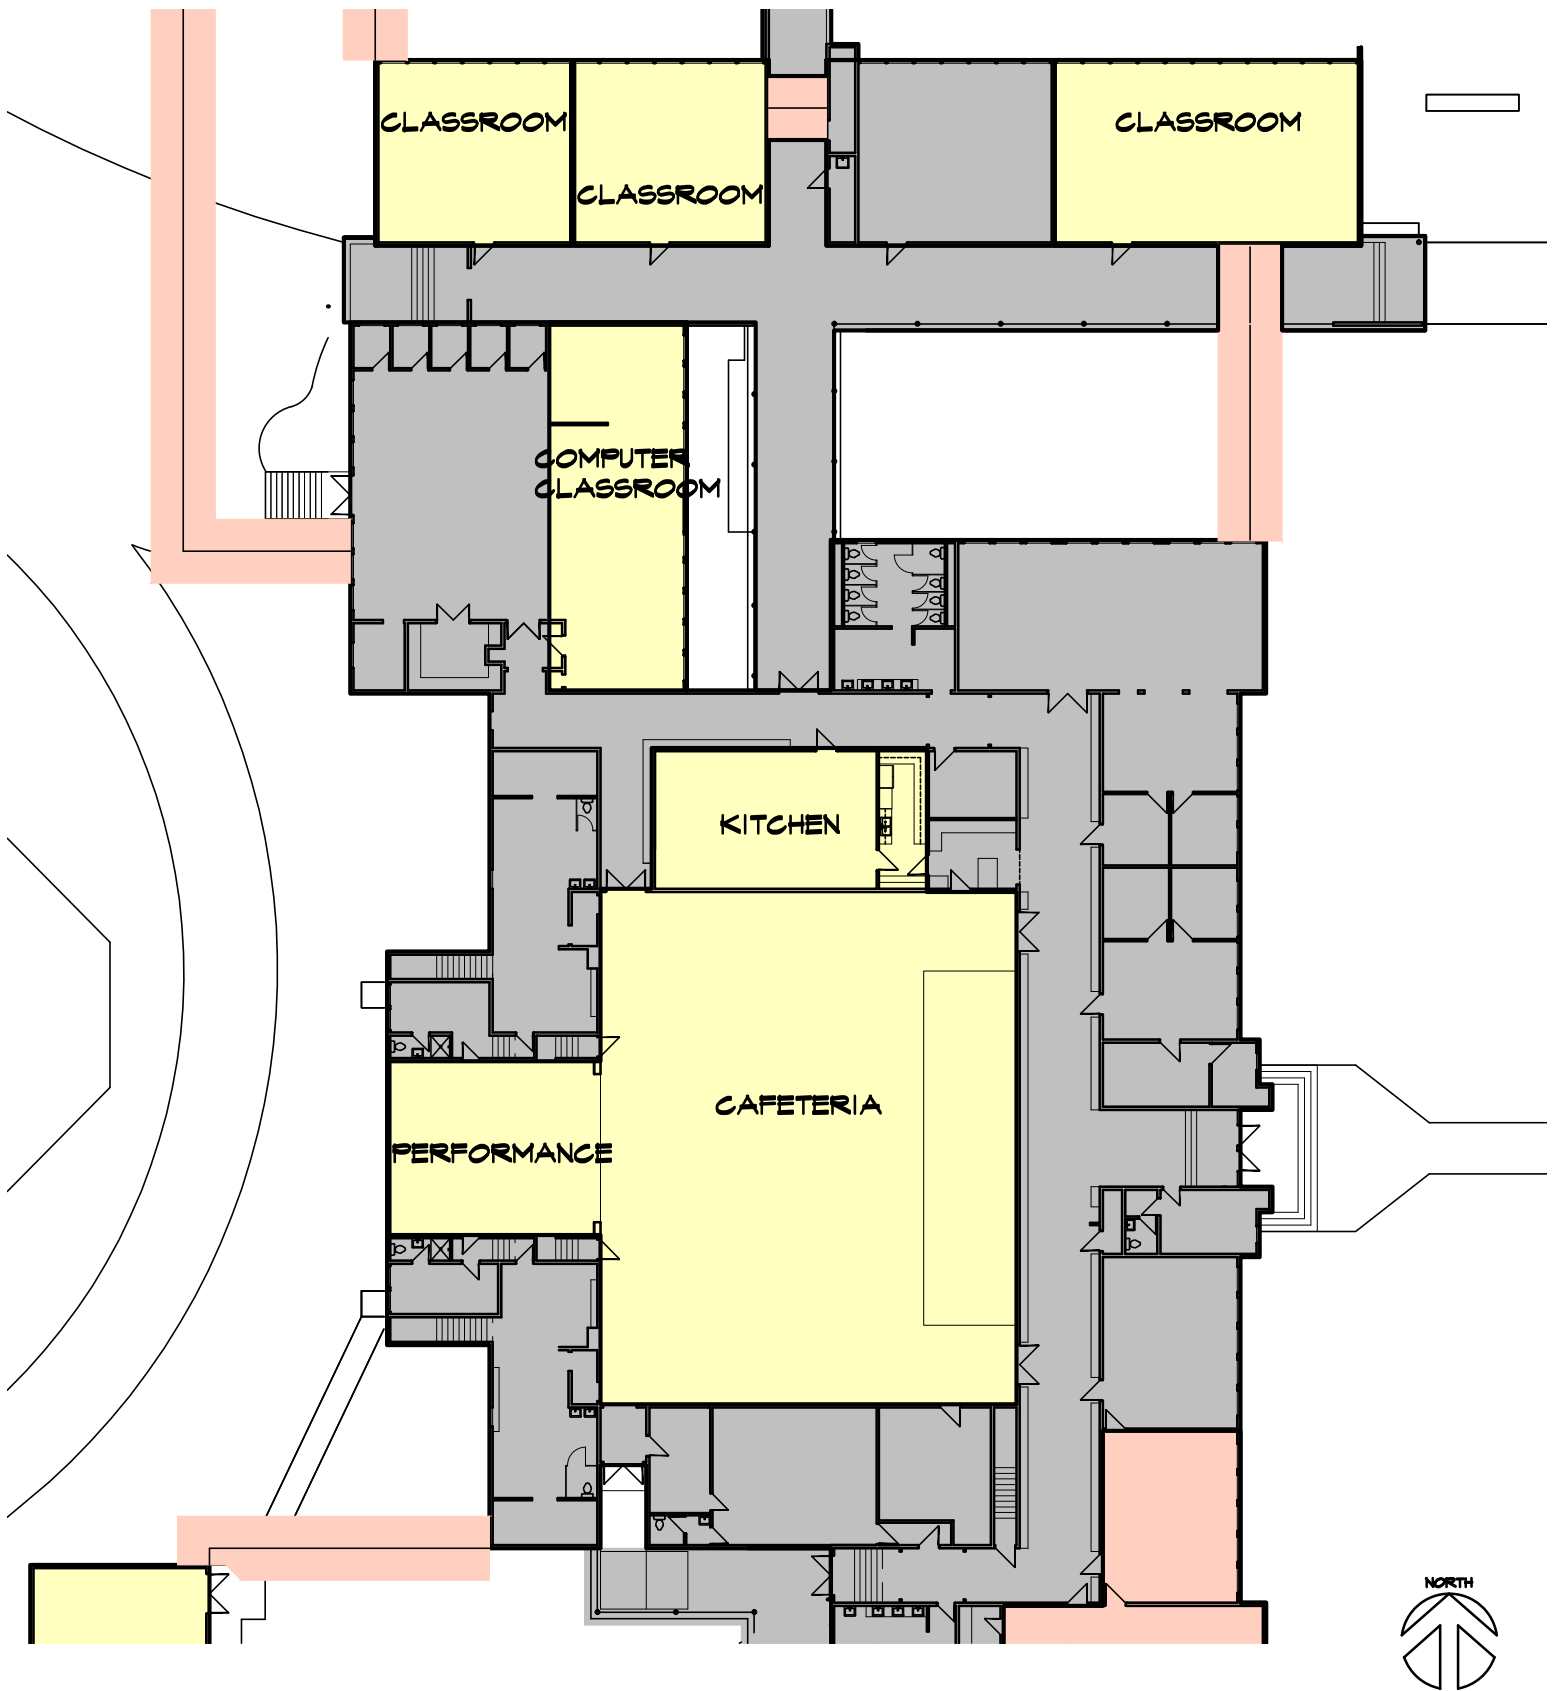 CLASSROOM
CLASSROOM
CLASSROOM
COMPUTER
CLASSROOM
KITCHEN
CAFETERIA
PERFORMANCE
NORTH